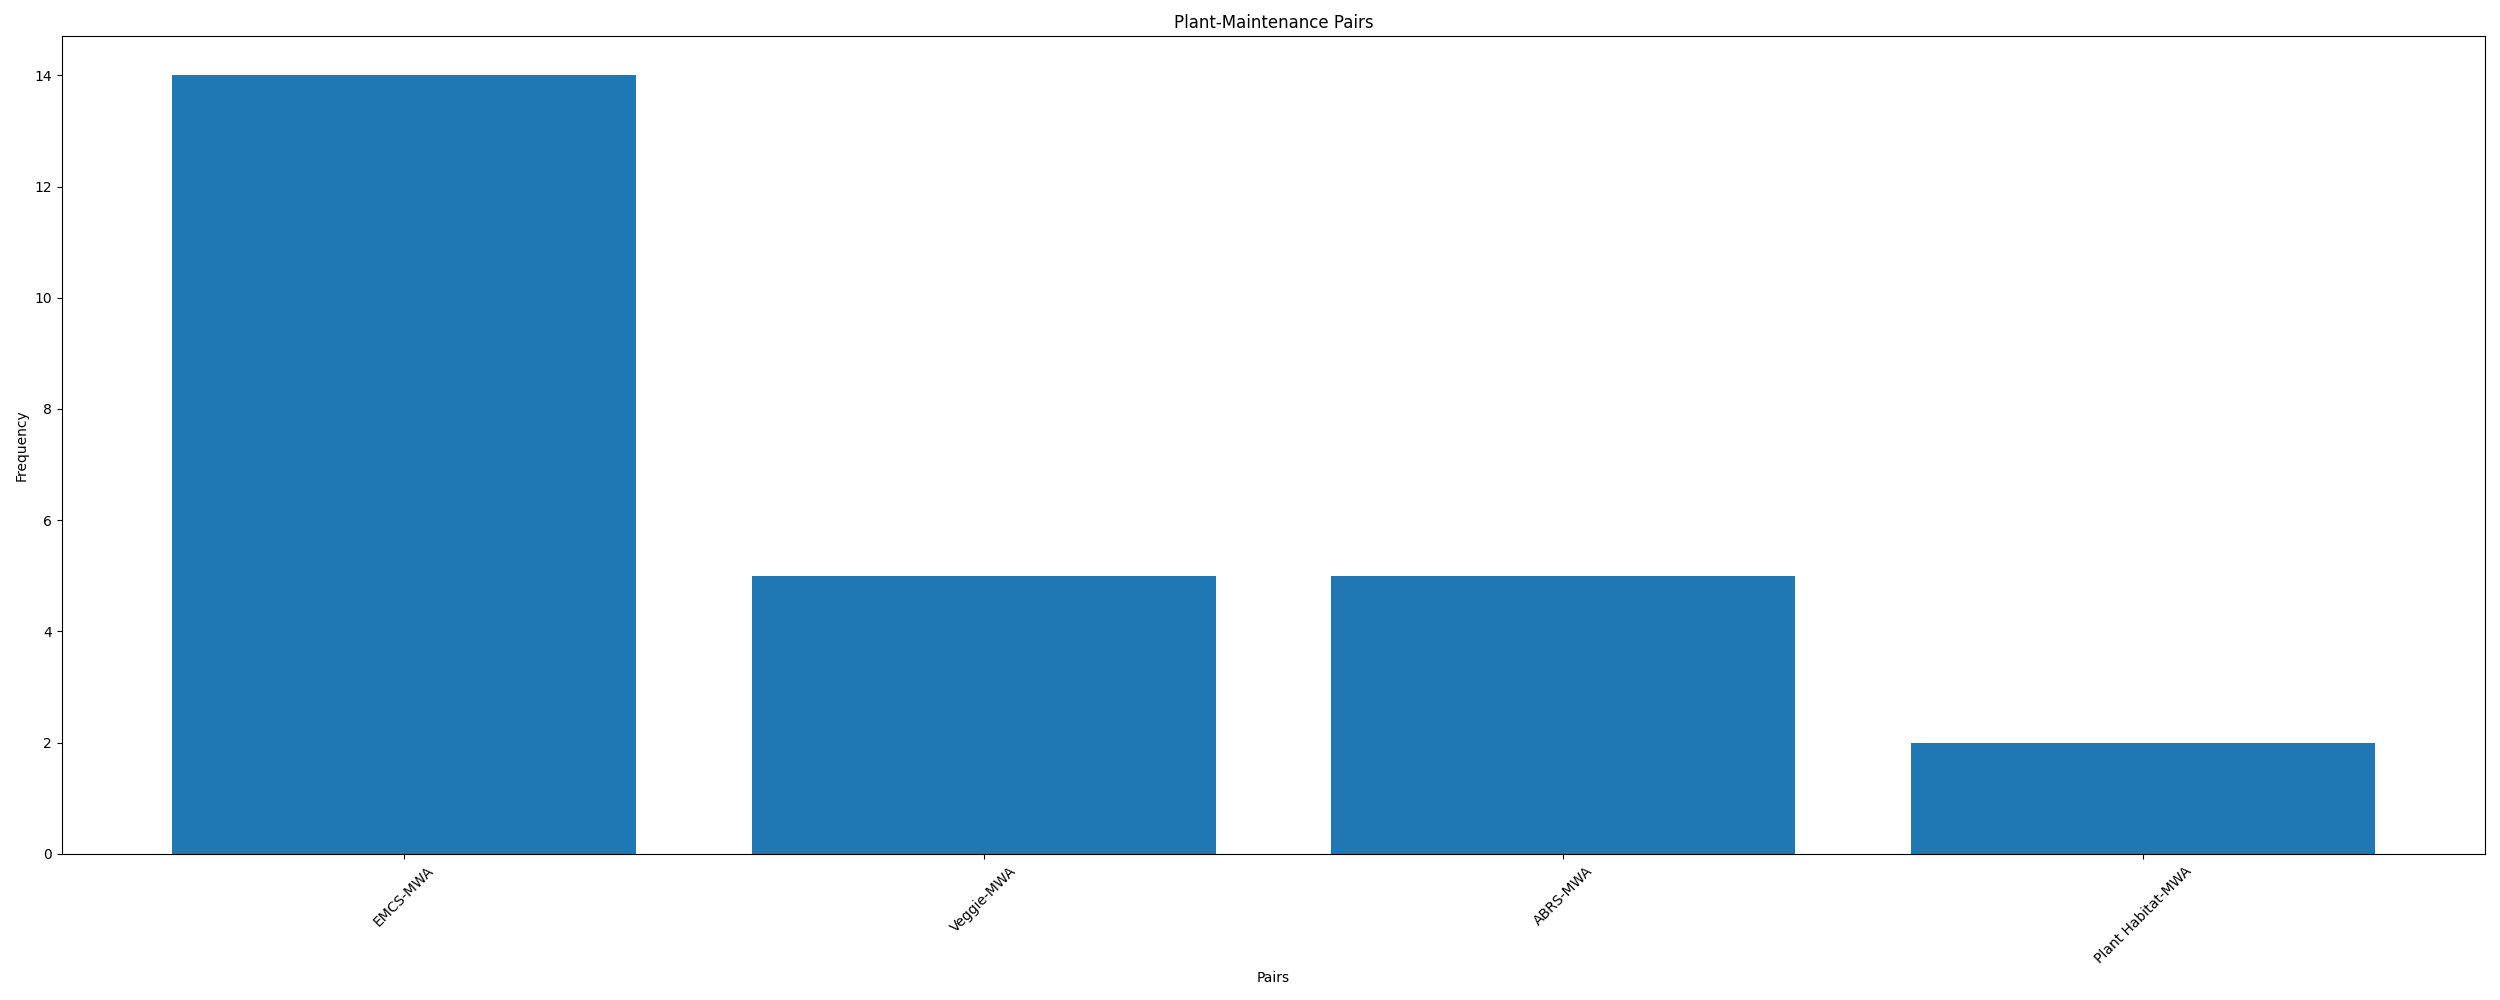 Plant-Maintenance Pairs
14
12
10
8
6
4
2
0
Frequency
EMCS-MWA
Veggie-MWA
ABRS-MWA
Plant Habitat-MWA
Pairs